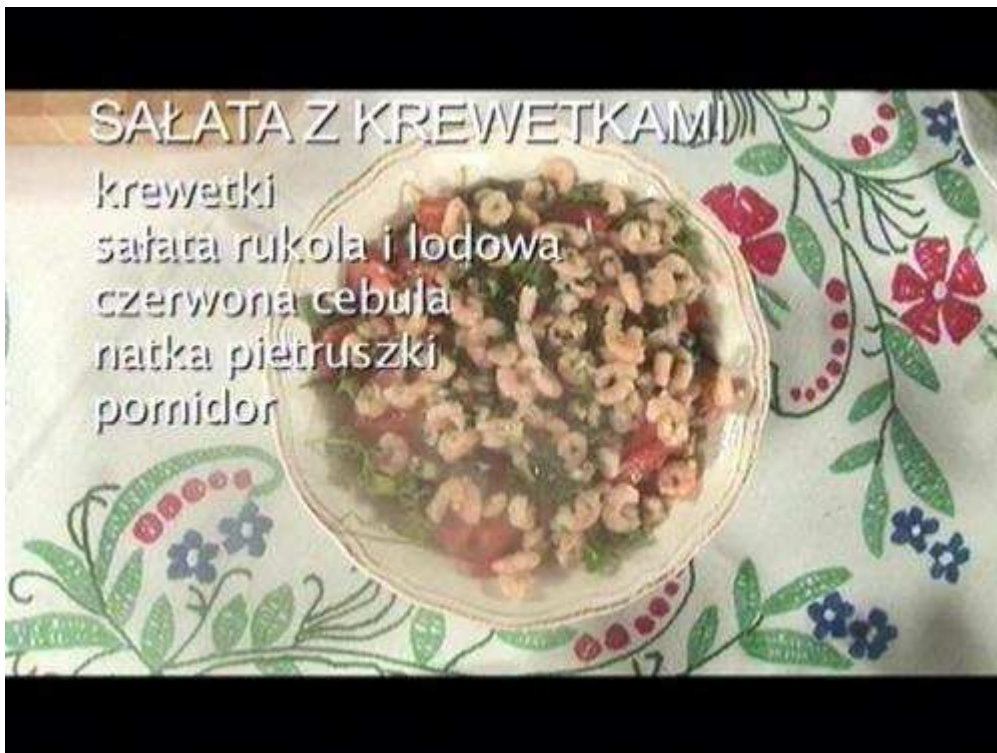 SAŁATA Z KREWETKAMI
krewetki
sałata rukola i lodowa
czerwona cebula
natka pietruszki
pomidor